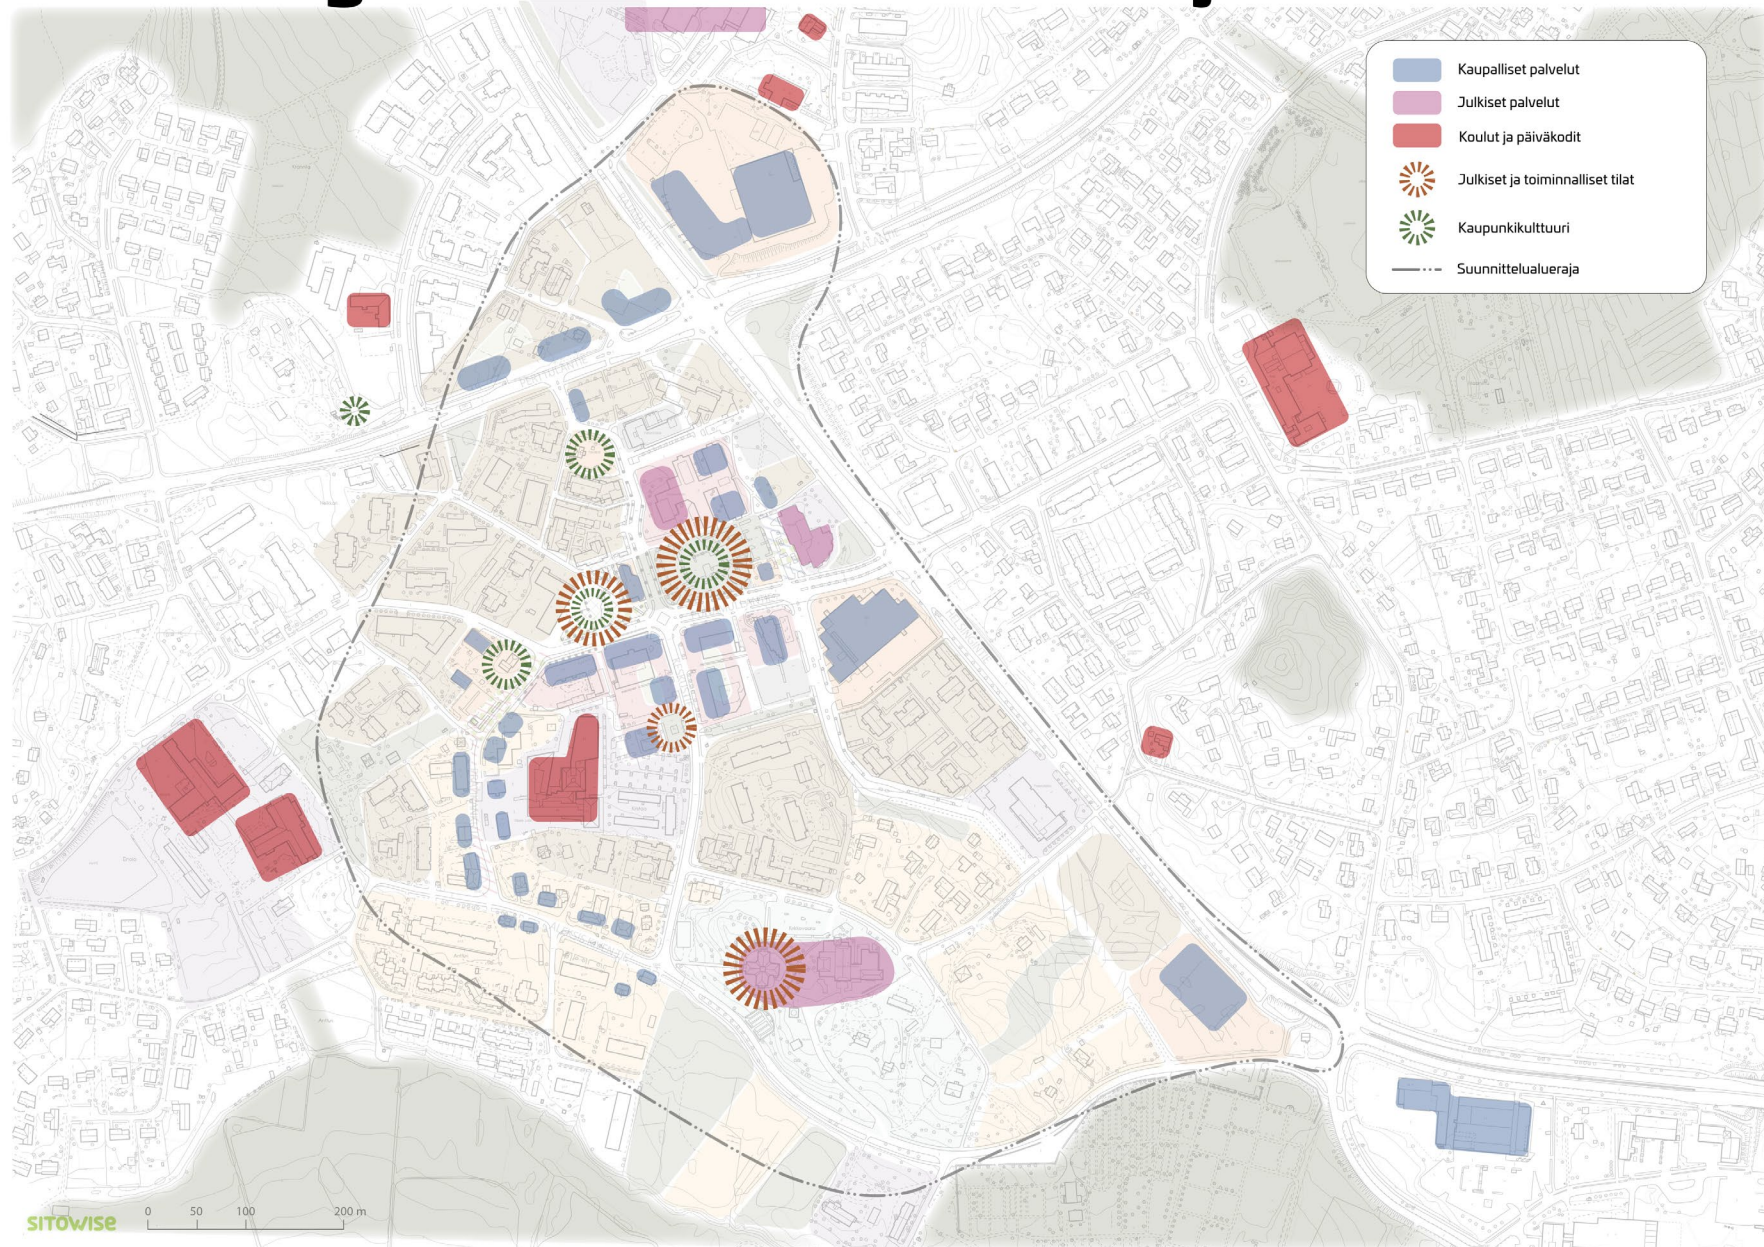 Kaupalliset palvelut
Julkiset palvelut
Koulut ja päiväkodit
Julkiset ja toiminnalliset tilat
Kaupunkikulttuuri
Suunnittelualueraja
SITOWISE
0 50 100 200 m